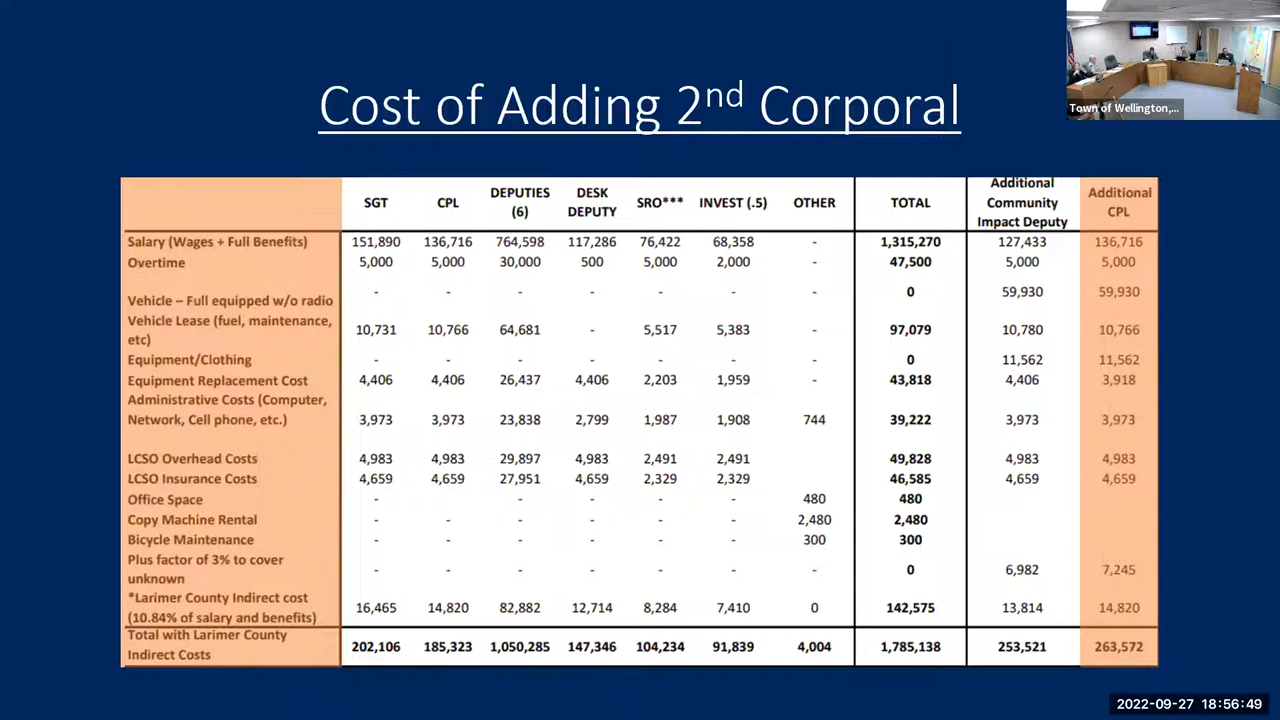 Town of Wellington,...
Cost of Adding 2nd Corporal
SGT CPL DEPUTIES (6) DESK DEPUTY SRO*** INVEST (.5) OTHER TOTAL Additional Community Impact Deputy Additional CPL
Salary (Wages + Full Benefits) 151,890 136,716 764,598 117,286 76,422 68,358 - 1,315,270 127,433 136,716
Overtime 5,000 5,000 30,000 500 5,000 2,000 - 47,500 5,000 5,000
Vehicle – Full equipped w/o radio - - - - - - - 0 59,930 59,930
Vehicle Lease (fuel, maintenance, etc) 10,731 10,766 64,681 - 5,517 5,383 - 97,079 10,780 10,766
Equipment/Clothing - - - - - - - 0 11,562 11,562
Equipment Replacement Cost 4,406 4,406 26,437 4,406 2,203 1,959 - 43,818 4,406 3,918
Administrative Costs (Computer, Network, Cell phone, etc.) 3,973 3,973 23,838 2,799 1,987 1,908 744 39,222 3,973 3,973
LCSO Overhead Costs 4,983 4,983 29,897 4,983 2,491 2,491 49,828 4,983 4,983
LCSO Insurance Costs 4,659 4,659 27,951 4,659 2,329 2,329 46,585 4,659 4,659
Office Space - - - - - - 480 480
Copy Machine Rental - - - - - - 2,480 2,480
Bicycle Maintenance - - - - - - 300 300
Plus factor of 3% to cover unknown - - - - - - 0 6,982 7,245
*Larimer County Indirect cost (10.84% of salary and benefits) 16,465 14,820 82,882 12,714 8,284 7,410 0 142,575 13,814 14,820
Total with Larimer County Indirect Costs 202,106 185,323 1,050,285 147,346 104,234 91,839 4,004 1,785,138 253,521 263,572
2022-09-27 18:56:49